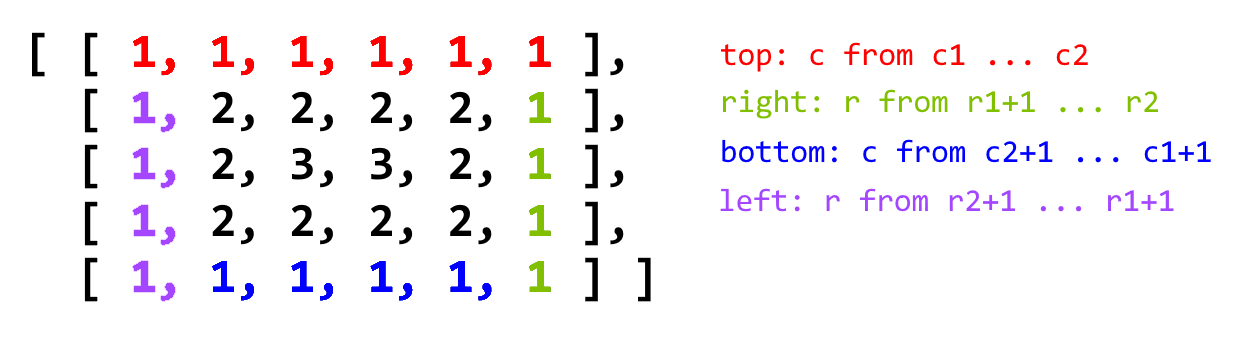 [ [ 1, 1, 1, 1, 1, 1 ],
[ 1, 2, 2, 2, 2, 1 ],
[ 1, 2, 3, 3, 2, 1 ],
[ 1, 2, 2, 2, 2, 1 ],
[ 1, 1, 1, 1, 1, 1 ] ]
top: c from c1 ... c2
right: r from r1+1 ... r2
bottom: c from c2+1 ... c1+1
left: r from r2+1 ... r1+1